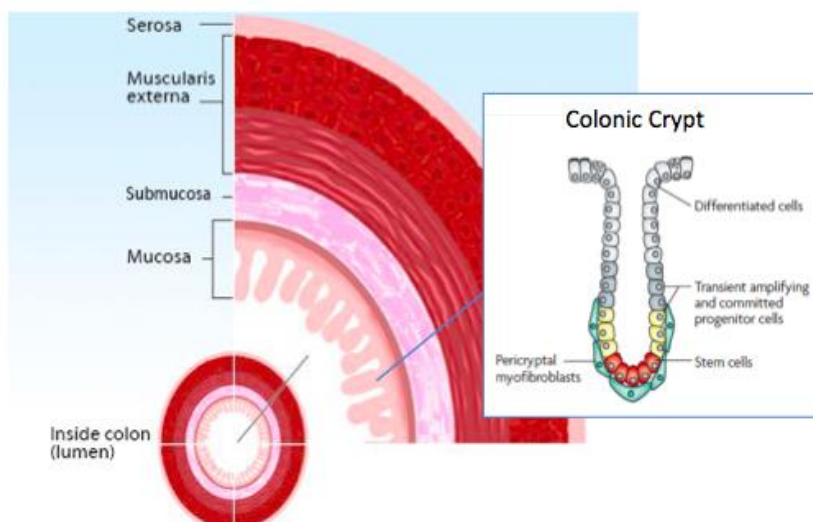 Serosa
Muscularis
externa
Submucosa
Mucosa
Inside colon
(lumen)
Colonic Crypt
Differentiated cells
Transient amplifying
and committed
progenitor cells
Pericryptal
myofibroblasts
Stem cells